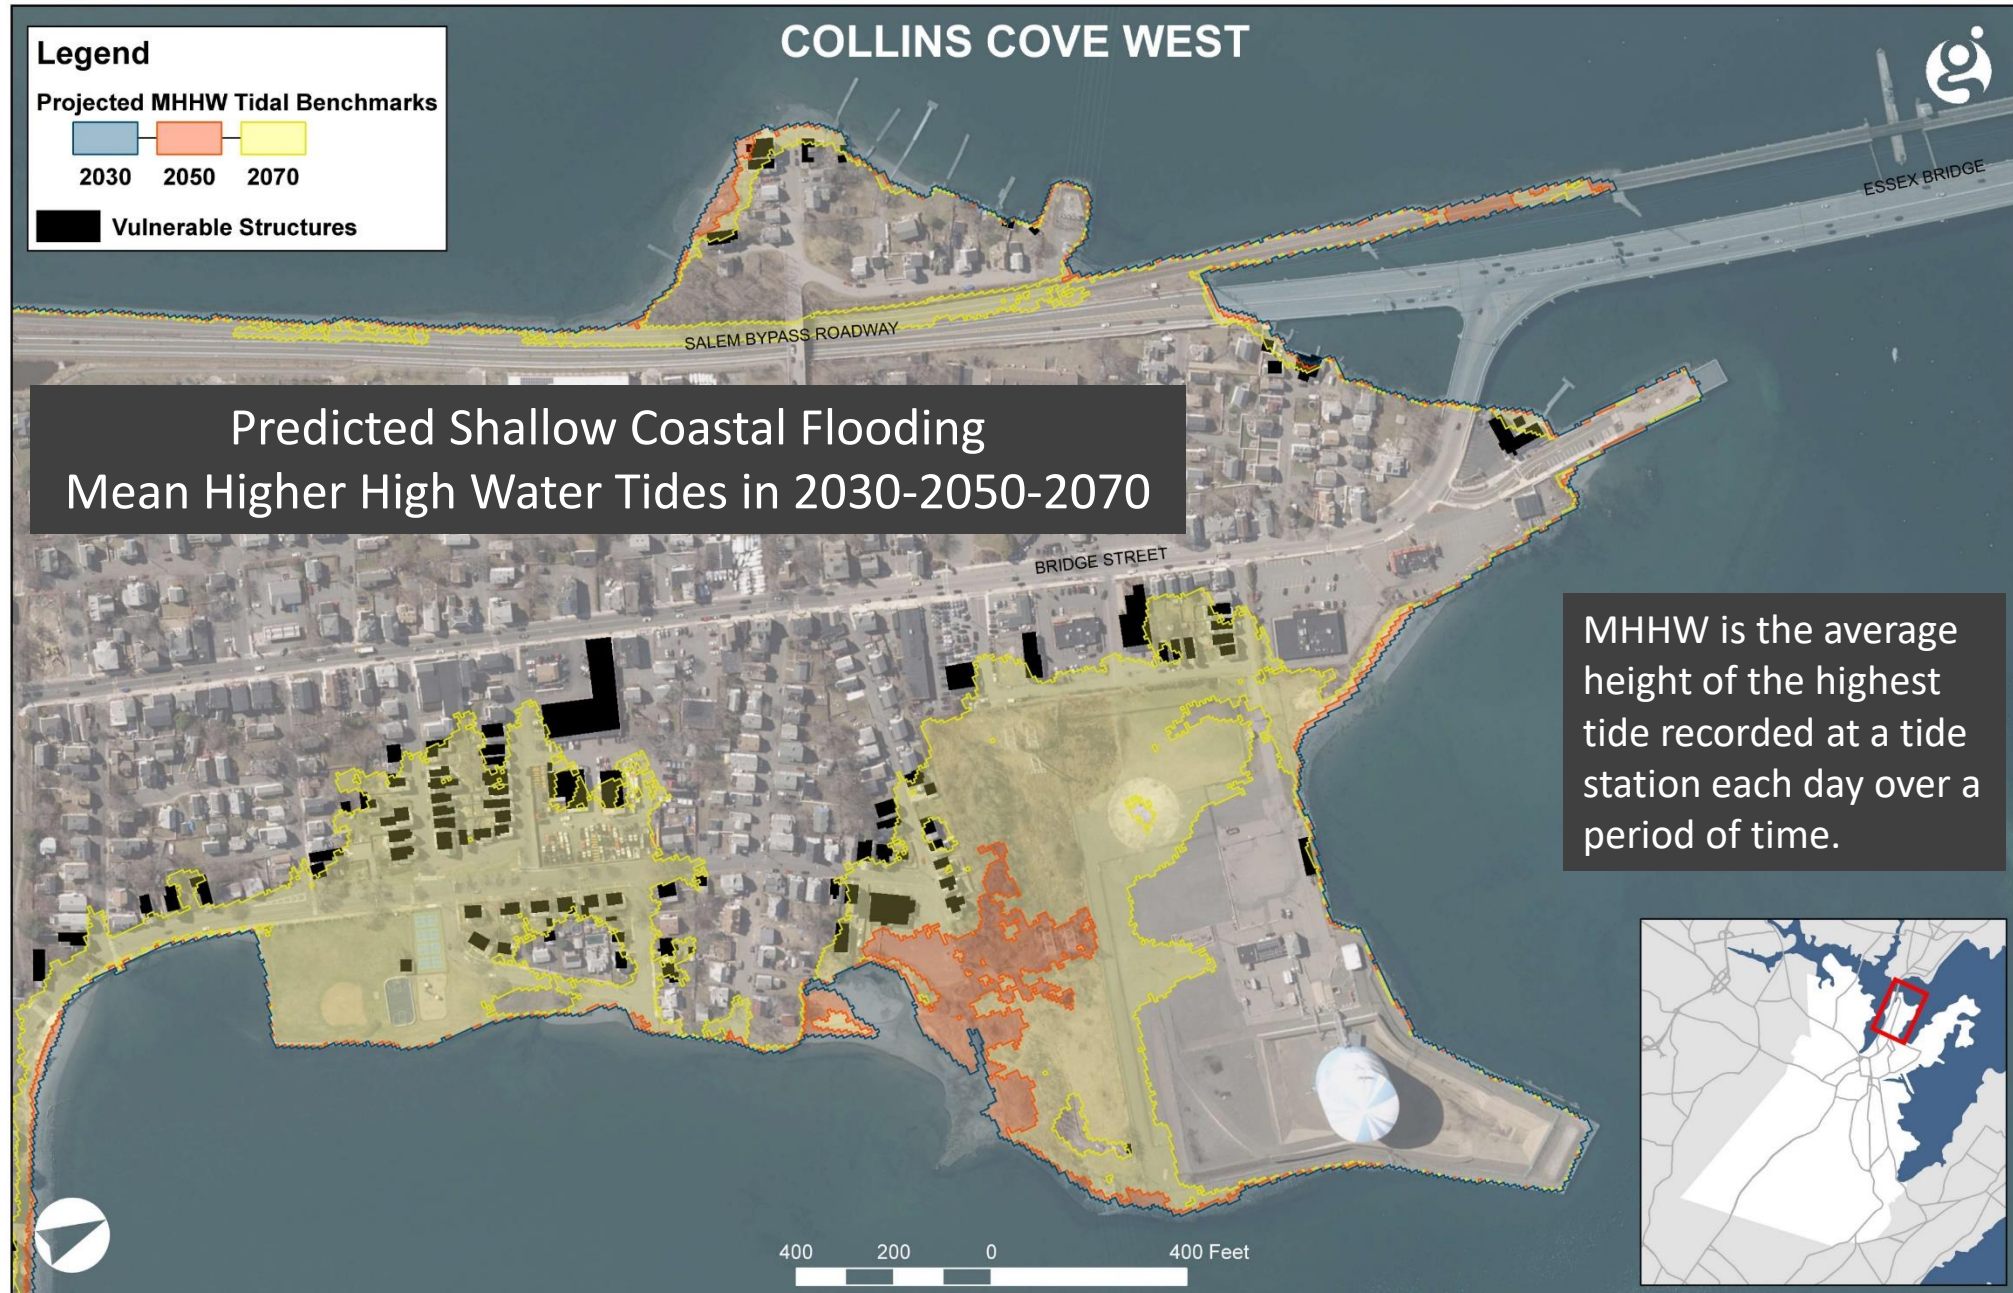 COLLINS COVE WEST
Legend
Projected MHHW Tidal Benchmarks
2030 2050 2070
Vulnerable Structures
ESSEX BRIDGE
SALEM BYPASS ROADWAY
Predicted Shallow Coastal Flooding
Mean Higher High Water Tides in 2030-2050-2070
BRIDGE STREET
MHHW is the average
height of the highest
tide recorded at a tide
station each day over a
period of time.
400 200 0 400 Feet